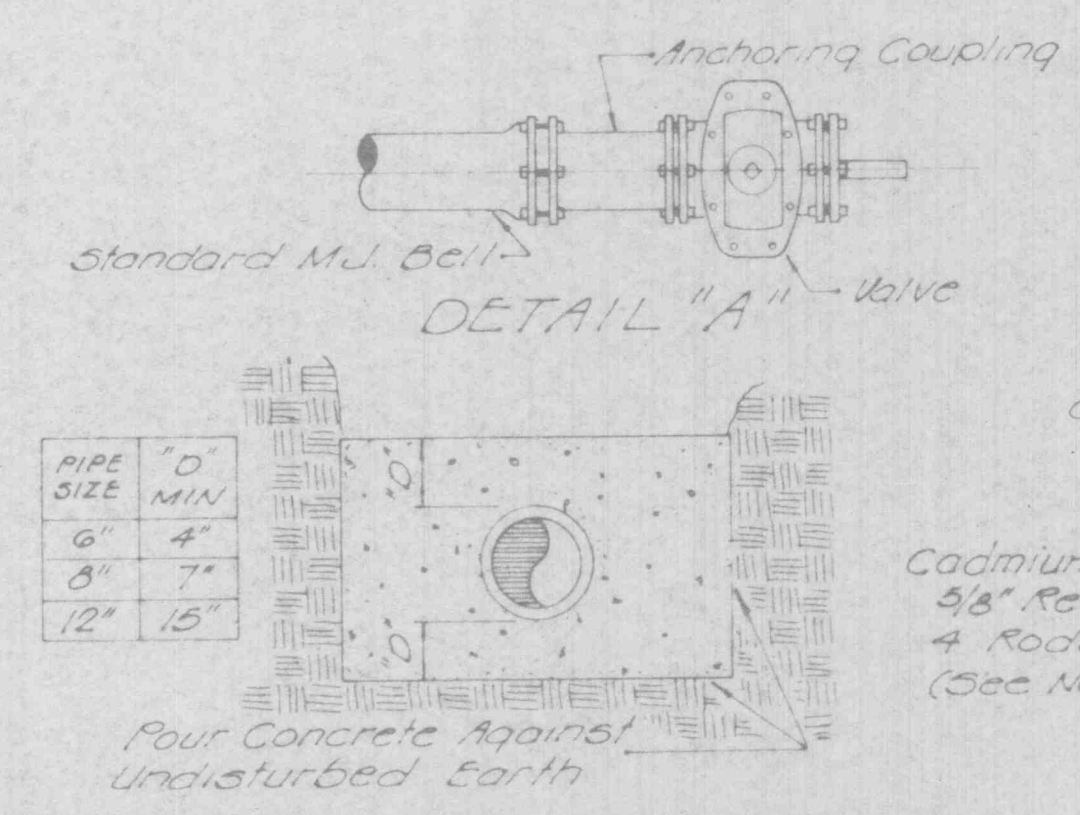 Anchoring Coupling
Standard M.J. Bell
Valve
DETAIL "A"
PIPE SIZE
"D" MIN
6" 4"
8" 7"
12" 15"
"D"
"D"
Pour Concrete Against
Undisturbed Earth
Cadmium
5/8" Re
4 Rod
(See N